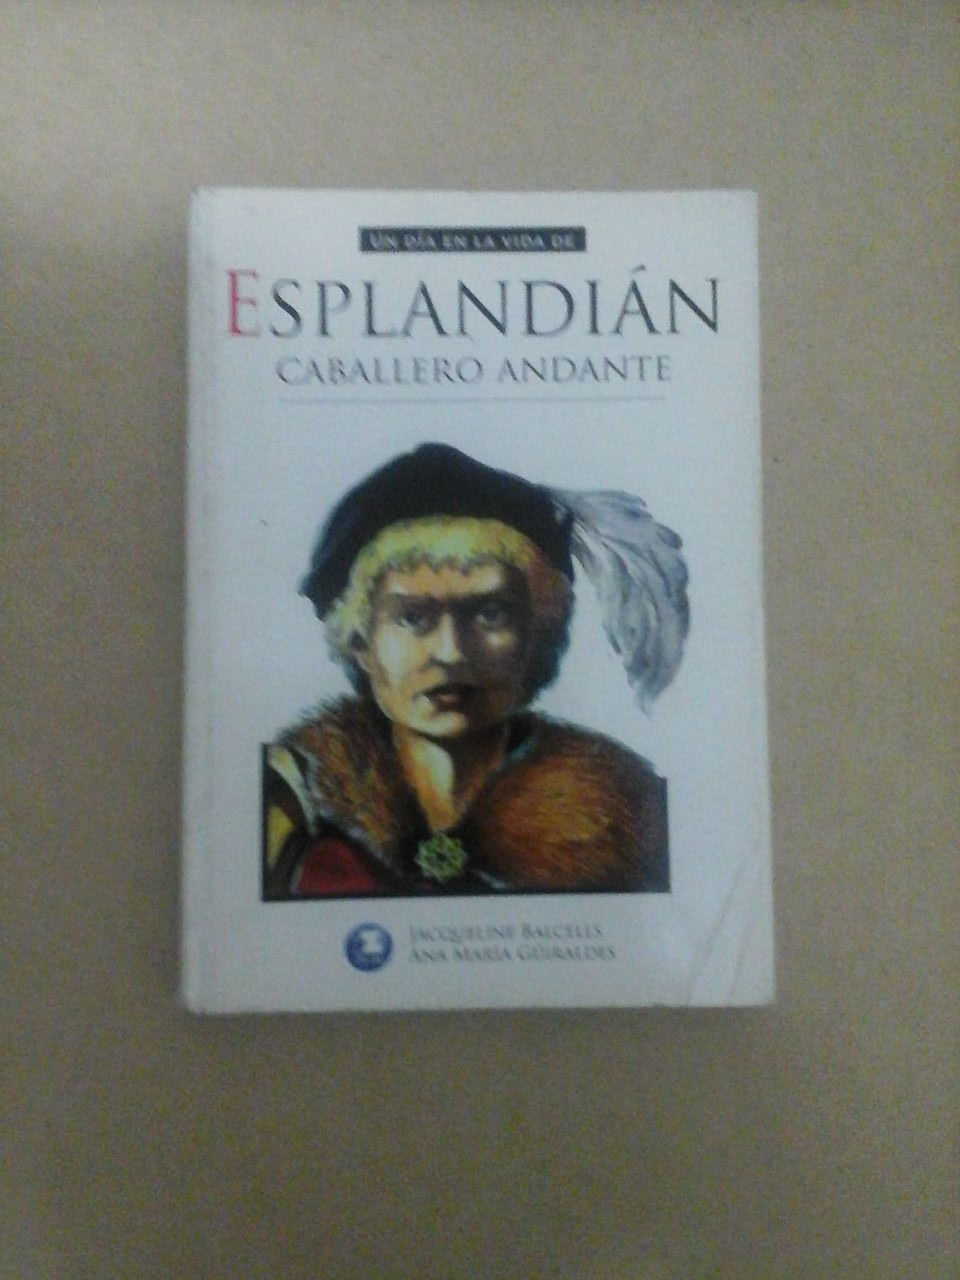 UN DÍA EN LA VIDA DE
ESPLANDIÁN
CABALLERO ANDANTE
JACQUELINE BALCELLS
ANA MARÍA GÜIRALDES